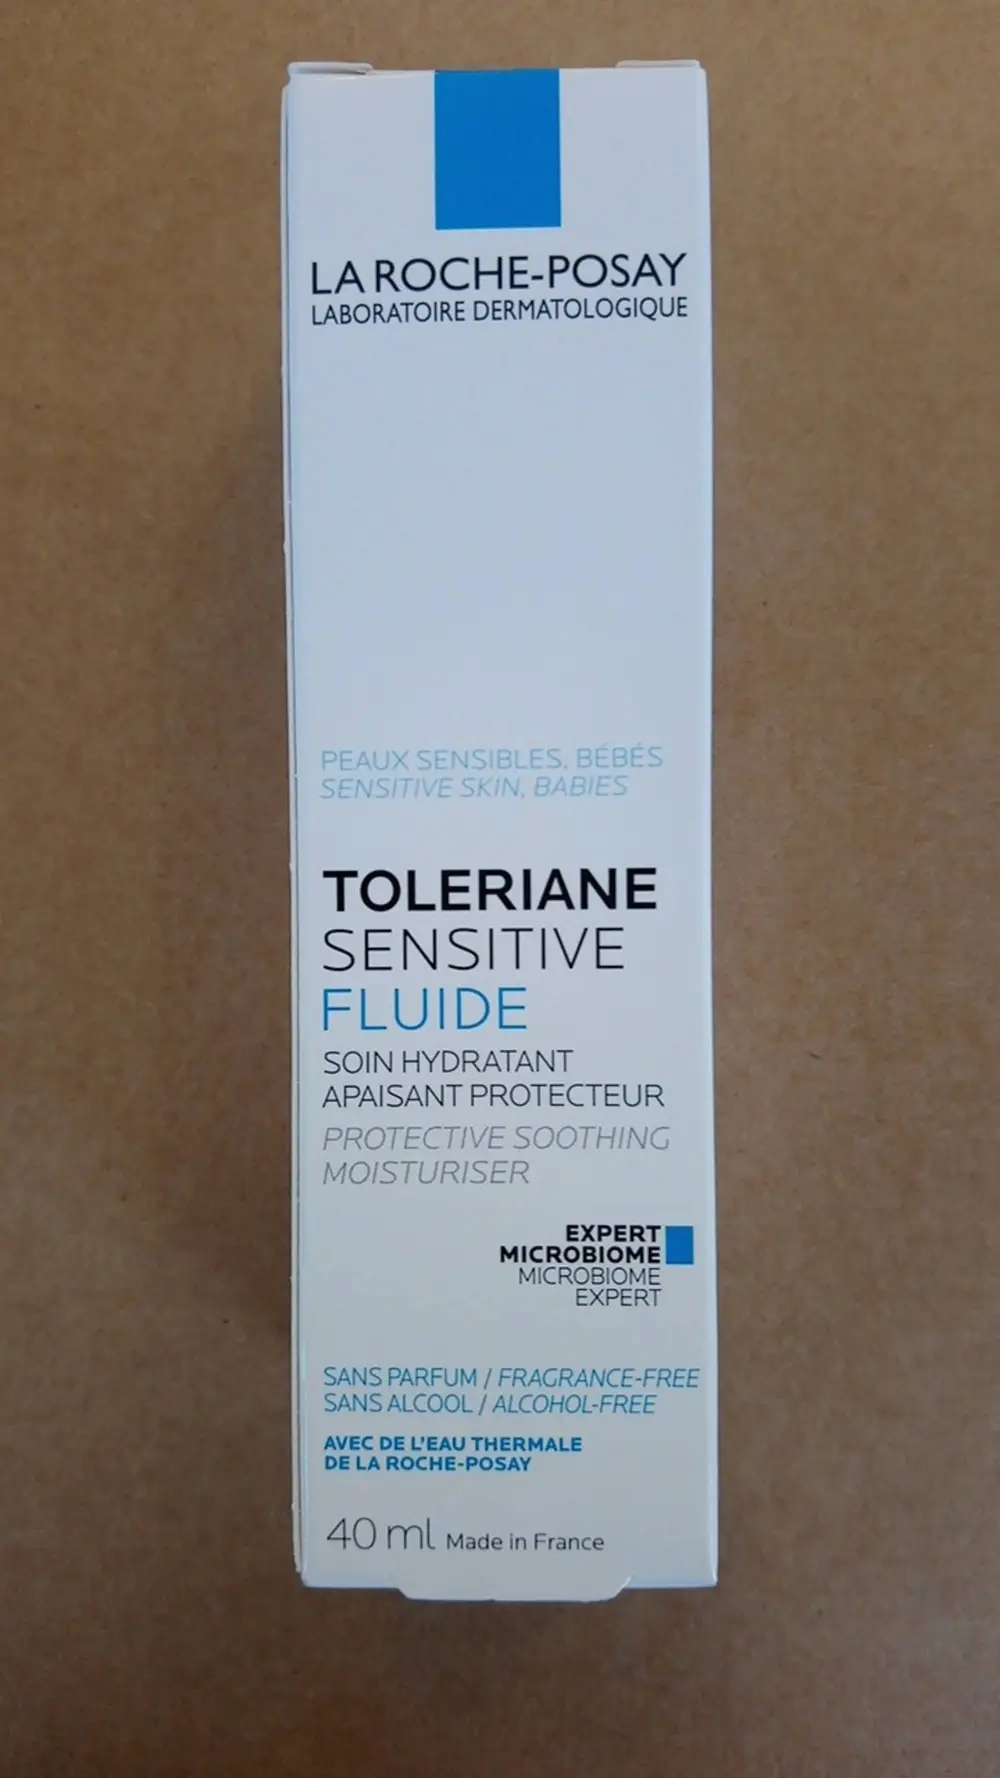 LA ROCHE-POSAY
LABORATOIRE DERMATOLOGIQUE
PEAUX SENSIBLES, BÉBÉS
SENSITIVE SKIN, BABIES
TOLERIANE
SENSITIVE
FLUIDE
SOIN HYDRATANT
APAISANT PROTECTEUR
PROTECTIVE SOOTHING
MOISTURISER
EXPERT
MICROBIOME
MICROBIOME
EXPERT
SANS PARFUM / FRAGRANCE-FREE
SANS ALCOOL / ALCOHOL-FREE
AVEC DE L'EAU THERMALE
DE LA ROCHE-POSAY
40 ml Made in France